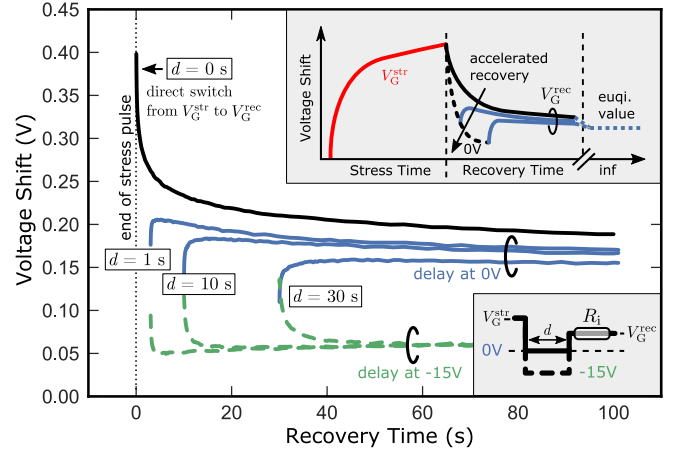 0.45
0.40
0.35
0.30
0.25
0.20
0.15
0.10
0.05
0.00
Voltage Shift (V)
0
20
40
60
80
100
Recovery Time (s)
end of stress pulse
d = 0 s
direct switch
from V_G^str to V_G^rec
d = 1 s
d = 10 s
d = 30 s
delay at 0V
delay at -15V
Voltage Shift
V_G^str
accelerated
recovery
V_G^rec
0V
euqi.
value
Stress Time
Recovery Time
inf
V_G^str
d
R_i
V_G^rec
0V
-15V